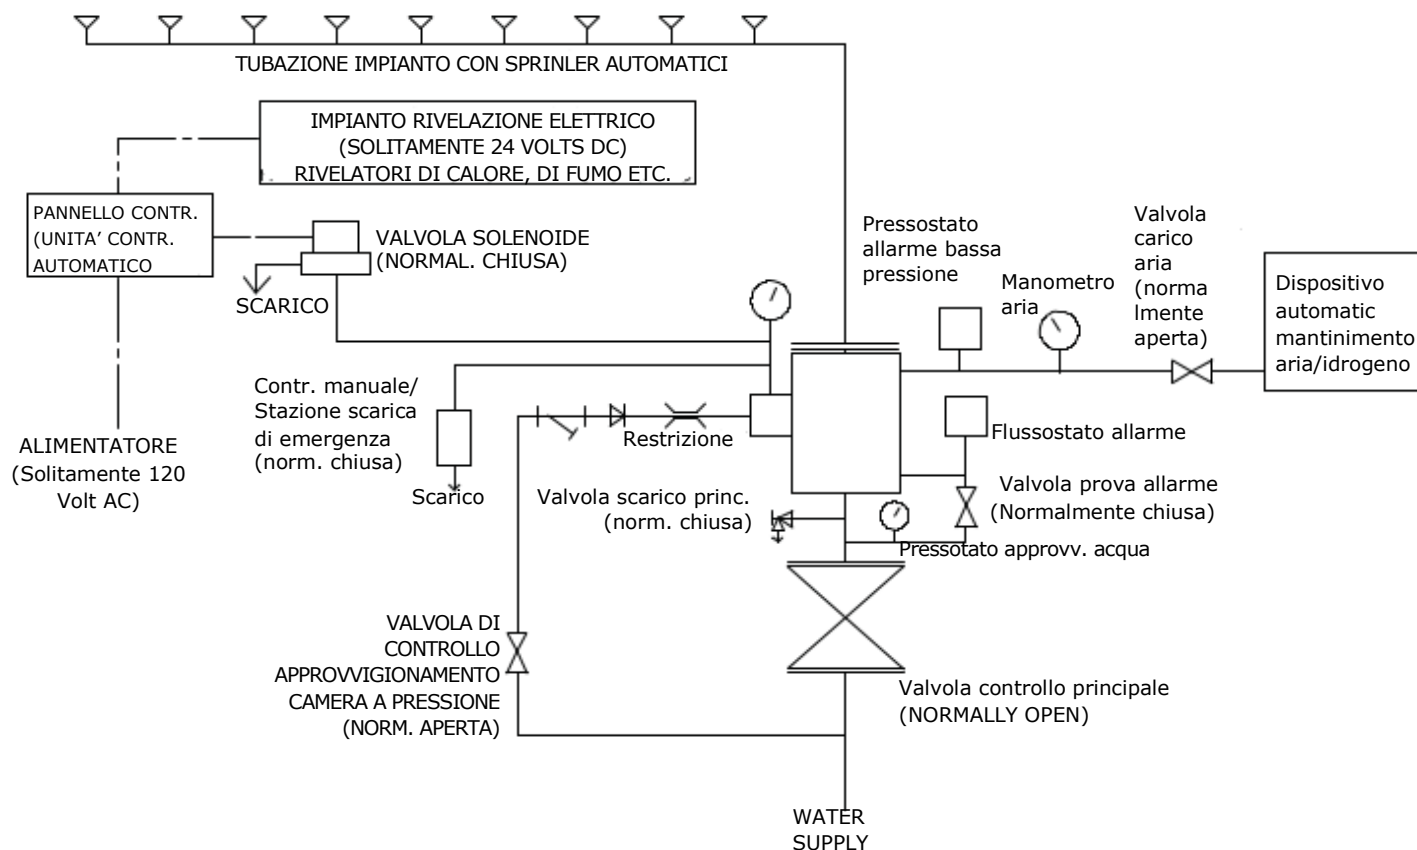 TUBAZIONE IMPIANTO CON SPRINLER AUTOMATICI
IMPIANTO RIVELAZIONE ELETTRICO
(SOLITAMENTE 24 VOLTS DC)
RIVELATORI DI CALORE, DI FUMO ETC.
PANNELLO CONTR.
(UNITA’ CONTR.
AUTOMATICO
VALVOLA SOLENOIDE
(NORMAL. CHIUSA)
SCARICO
Pressostato
allarme bassa
pressione
Manometro
aria
Valvola
carico
aria
(norma
lmente
aperta)
Dispositivo
automatic
mantinimento
aria/idrogeno
Contr. manuale/
Stazione scarica
di emergenza
(norm. chiusa)
Scarico
Restrizione
Flussostato allarme
ALIMENTATORE
(Solitamente 120
Volt AC)
Valvola scarico princ.
(norm. chiusa)
Valvola prova allarme
(Normalmente chiusa)
Pressotato approvv. acqua
VALVOLA DI
CONTROLLO
APPROVVIGIONAMENTO
CAMERA A PRESSIONE
(NORM. APERTA)
Valvola controllo principale
(NORMALLY OPEN)
WATER
SUPPLY